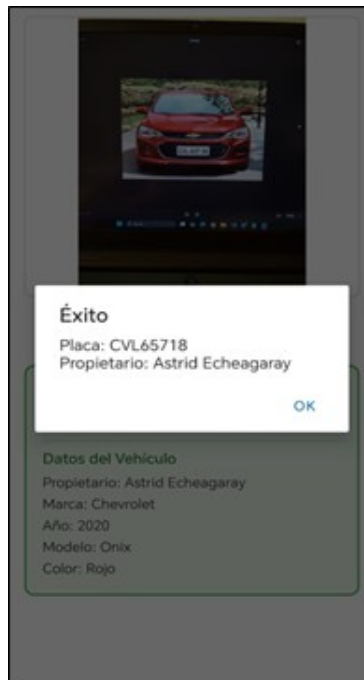 Éxito
Placa: CVL65718
Propietario: Astrid Echeagaray
OK
Datos del Vehículo
Propietario: Astrid Echeagaray
Marca: Chevrolet
Año: 2020
Modelo: Onix
Color: Rojo